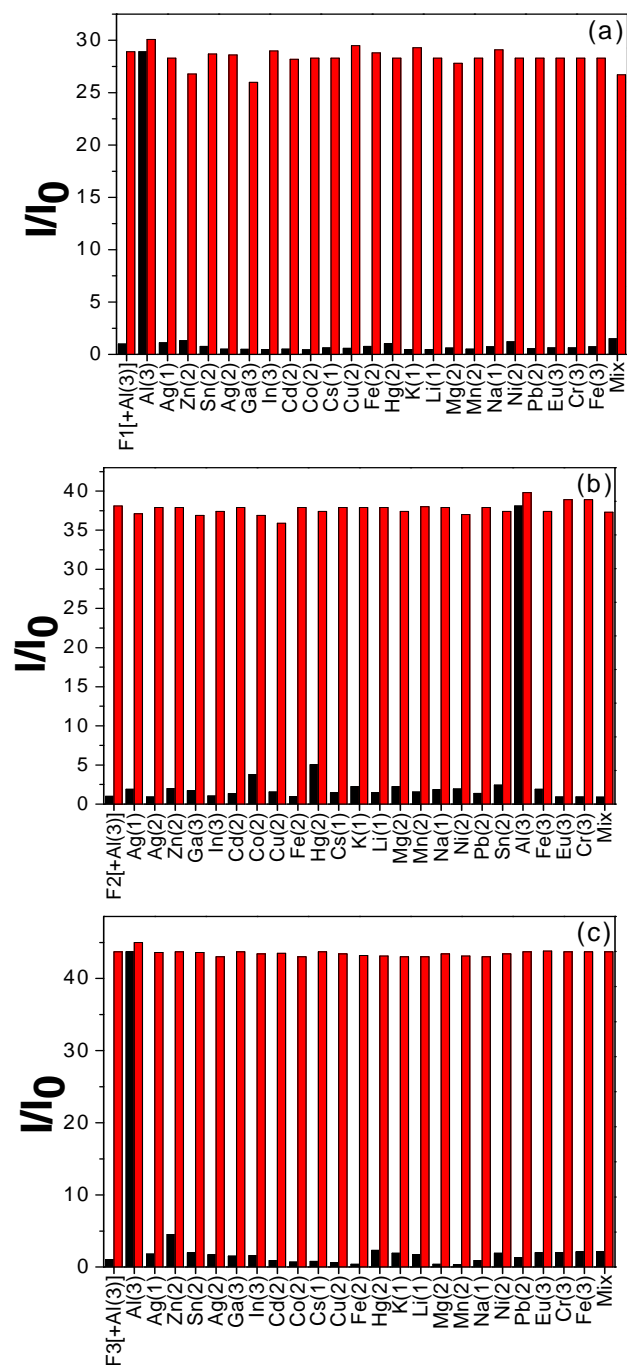 (a)
30
25
20
15
10
5
0
I/I0
F1[+Al(3)]
Al(3)
Ag(1)
Zn(2)
Sn(2)
Ag(2)
Ga(3)
In(3)
Cd(2)
Co(2)
Cs(1)
Cu(2)
Fe(2)
Hg(2)
K(1)
Li(1)
Mg(2)
Mn(2)
Na(1)
Ni(2)
Pb(2)
Eu(3)
Cr(3)
Fe(3)
Mix
(b)
40
35
30
25
20
15
10
5
0
I/I0
F2[+Al(3)]
Ag(1)
Ag(2)
Zn(2)
Ga(3)
In(3)
Cd(2)
Co(2)
Cu(2)
Fe(2)
Hg(2)
Cs(1)
K(1)
Li(1)
Mg(2)
Mn(2)
Na(1)
Ni(2)
Pb(2)
Sn(2)
Al(3)
Fe(3)
Eu(3)
Cr(3)
Mix
(c)
40
30
20
10
0
I/I0
F3[+Al(3)]
Al(3)
Ag(1)
Zn(2)
Sn(2)
Ag(2)
Ga(3)
In(3)
Cd(2)
Co(2)
Cs(1)
Cu(2)
Fe(2)
Hg(2)
K(1)
Li(1)
Mg(2)
Mn(2)
Na(1)
Ni(2)
Pb(2)
Eu(3)
Cr(3)
Fe(3)
Mix